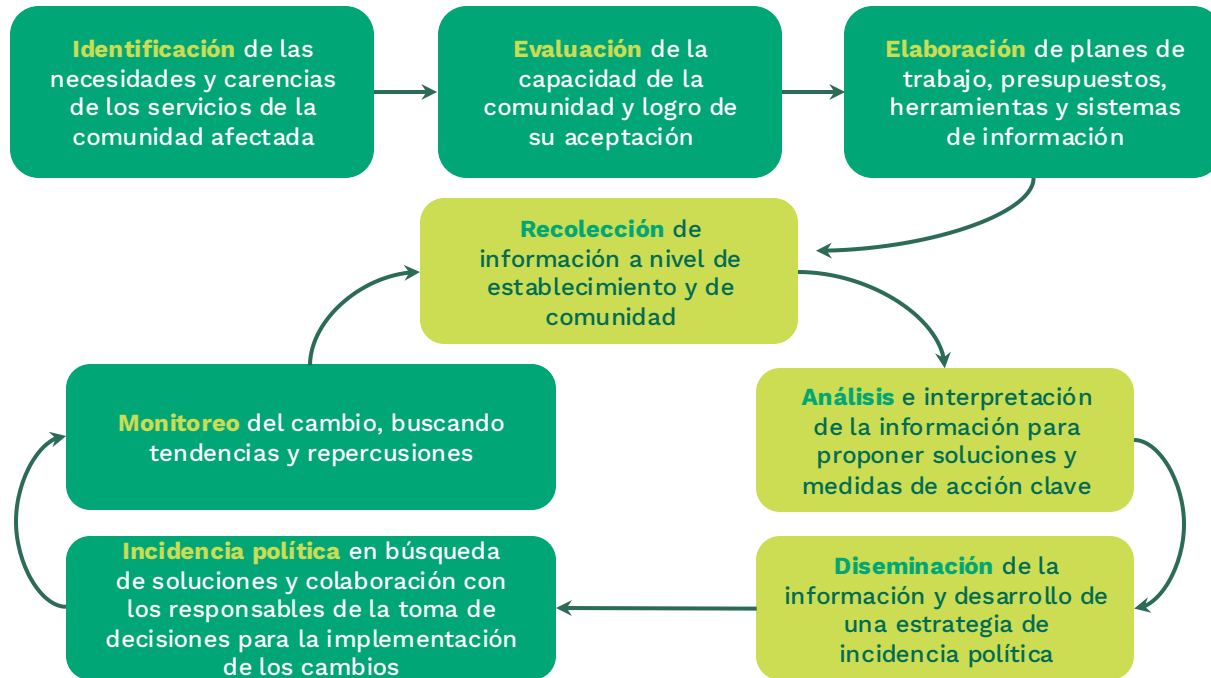 Identificación de las
necesidades y carencias
de los servicios de la
comunidad afectada
Evaluación de la
capacidad de la
comunidad y logro de
su aceptación
Elaboración de planes de
trabajo, presupuestos,
herramientas y sistemas
de información
Recolección de
información a nivel de
establecimiento y de
comunidad
Análisis e interpretación
de la información para
proponer soluciones y
medidas de acción clave
Diseminación de la
información y desarrollo de
una estrategia de
incidencia política
Incidencia política en búsqueda
de soluciones y colaboración con
los responsables de la toma de
decisiones para la implementación
de los cambios
Monitoreo del cambio, buscando
tendencias y repercusiones